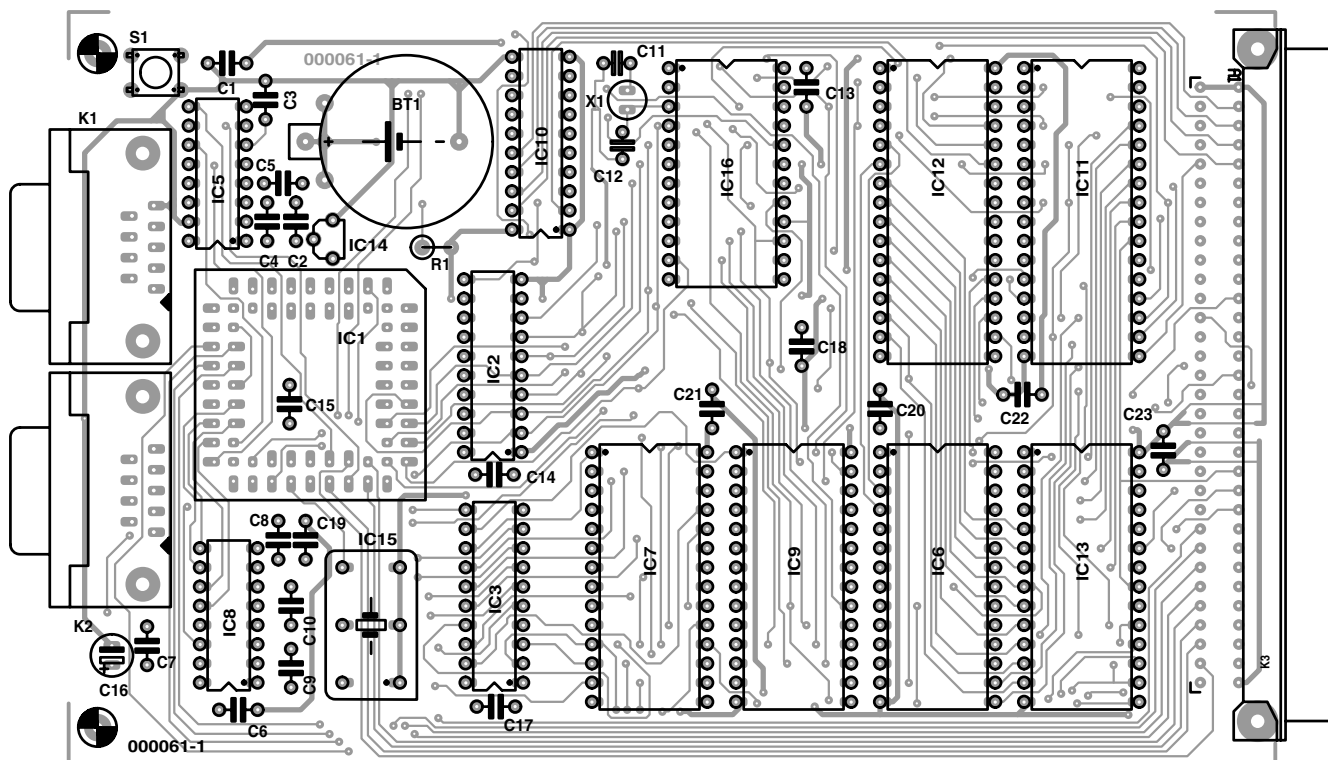 S1
000061-1
C11
C1
C3
BT1
+
-
X1
C13
K1
IC10
C12
IC16
IC12
IC11
C5
IC5
C4
C2
IC14
R1
IC1
IC2
C18
C15
C21
C20
C22
C23
C14
C8
C19
IC15
IC7
IC9
IC6
IC13
IC3
IC8
C10
K2
C7
C9
K3
+
C16
C6
C17
000061-1